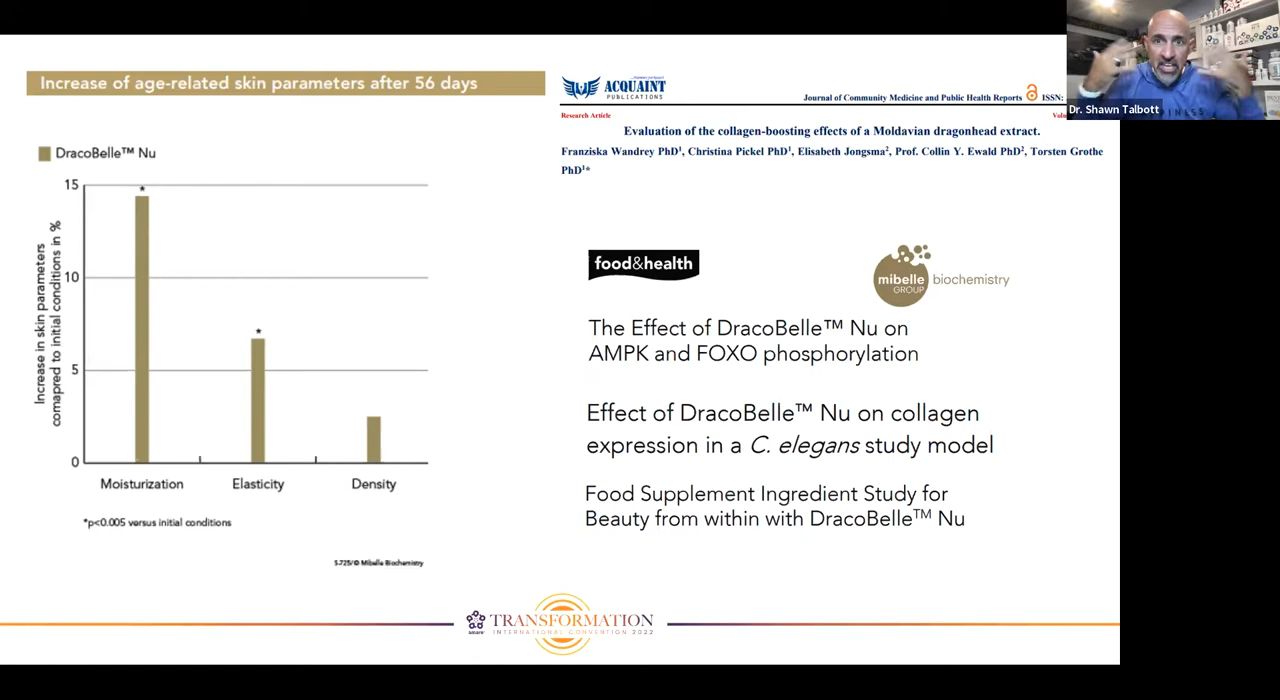 Increase of age-related skin parameters after 56 days
DracoBelle™ Nu
15
10
5
0
*
*
Increase in skin parameters
comapred to initial conditions in %
Moisturization
Elasticity
Density
*p<0.005 versus initial conditions
S-725/© Mibelle Biochemistry
ACQUAINT
PUBLICATIONS
Journal of Community Medicine and Public Health Reports
ISSN:
Research Article
Evaluation of the collagen-boosting effects of a Moldavian dragonhead extract.
Franziska Wandrey PhD¹, Christina Pickel PhD¹, Elisabeth Jongsma², Prof. Collin Y. Ewald PhD², Torsten Grothe
PhD¹*
food&health
mibelle
GROUP
biochemistry
The Effect of DracoBelle™ Nu on
AMPK and FOXO phosphorylation
Effect of DracoBelle™ Nu on collagen
expression in a C. elegans study model
Food Supplement Ingredient Study for
Beauty from within with DracoBelle™ Nu
amare
TRANSFORMATION
INTERNATIONAL CONVENTION 2022
Dr. Shawn Talbott